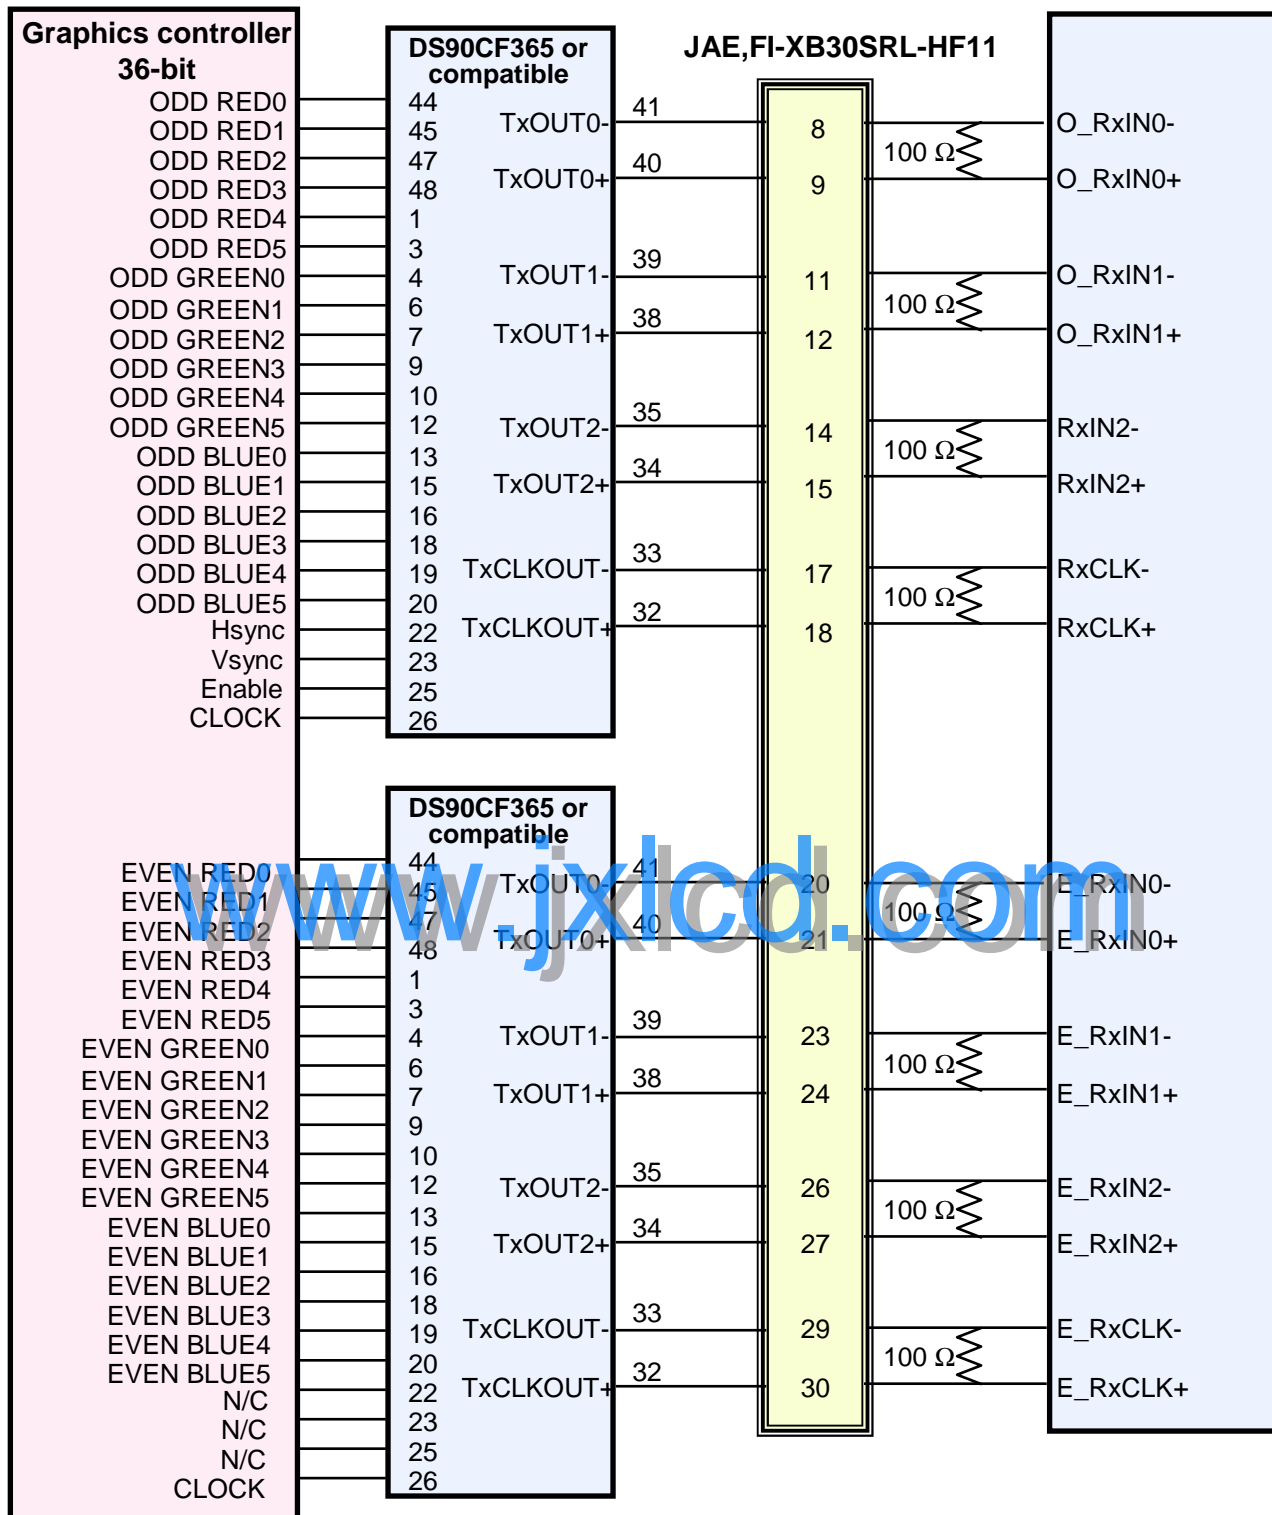 Graphics controller
36-bit
DS90CF365 or
compatible
JAE,FI-XB30SRL-HF11
ODD RED0 44
ODD RED1 45
ODD RED2 47
ODD RED3 48
ODD RED4 1
ODD RED5 3
ODD GREEN0 4
ODD GREEN1 6
ODD GREEN2 7
ODD GREEN3 9
ODD GREEN4 10
ODD GREEN5 12
ODD BLUE0 13
ODD BLUE1 15
ODD BLUE2 16
ODD BLUE3 18
ODD BLUE4 19
ODD BLUE5 20
Hsync 22
Vsync 23
Enable 25
CLOCK 26
TxOUT0- 41 8 O_RxIN0-
100 Ω
TxOUT0+ 40 9 O_RxIN0+
TxOUT1- 39 11 O_RxIN1-
100 Ω
TxOUT1+ 38 12 O_RxIN1+
TxOUT2- 35 14 RxIN2-
100 Ω
TxOUT2+ 34 15 RxIN2+
TxCLKOUT- 33 17 RxCLK-
100 Ω
TxCLKOUT+ 32 18 RxCLK+
DS90CF365 or
compatible
EVEN RED0 44
EVEN RED1 45
EVEN RED2 47
EVEN RED3 48
EVEN RED4 1
EVEN RED5 3
EVEN GREEN0 4
EVEN GREEN1 6
EVEN GREEN2 7
EVEN GREEN3 9
EVEN GREEN4 10
EVEN GREEN5 12
EVEN BLUE0 13
EVEN BLUE1 15
EVEN BLUE2 16
EVEN BLUE3 18
EVEN BLUE4 19
EVEN BLUE5 20
N/C 22
N/C 23
N/C 25
CLOCK 26
TxOUT0- 41 20 E_RxIN0-
100 Ω
TxOUT0+ 40 21 E_RxIN0+
TxOUT1- 39 23 E_RxIN1-
100 Ω
TxOUT1+ 38 24 E_RxIN1+
TxOUT2- 35 26 E_RxIN2-
100 Ω
TxOUT2+ 34 27 E_RxIN2+
TxCLKOUT- 33 29 E_RxCLK-
100 Ω
TxCLKOUT+ 32 30 E_RxCLK+
www.jxlcd.com